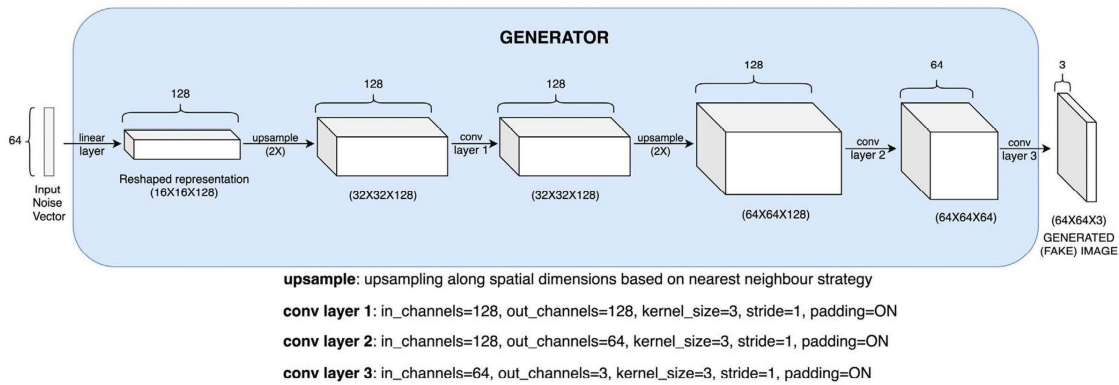 GENERATOR
64
Input
Noise
Vector
linear
layer
128
Reshaped representation
(16X16X128)
upsample
(2X)
128
(32X32X128)
conv
layer 1
128
(32X32X128)
upsample
(2X)
128
(64X64X128)
conv
layer 2
64
(64X64X64)
conv
layer 3
3
(64X64X3)
GENERATED
(FAKE) IMAGE
upsample: upsampling along spatial dimensions based on nearest neighbour strategy
conv layer 1: in_channels=128, out_channels=128, kernel_size=3, stride=1, padding=ON
conv layer 2: in_channels=128, out_channels=64, kernel_size=3, stride=1, padding=ON
conv layer 3: in_channels=64, out_channels=3, kernel_size=3, stride=1, padding=ON